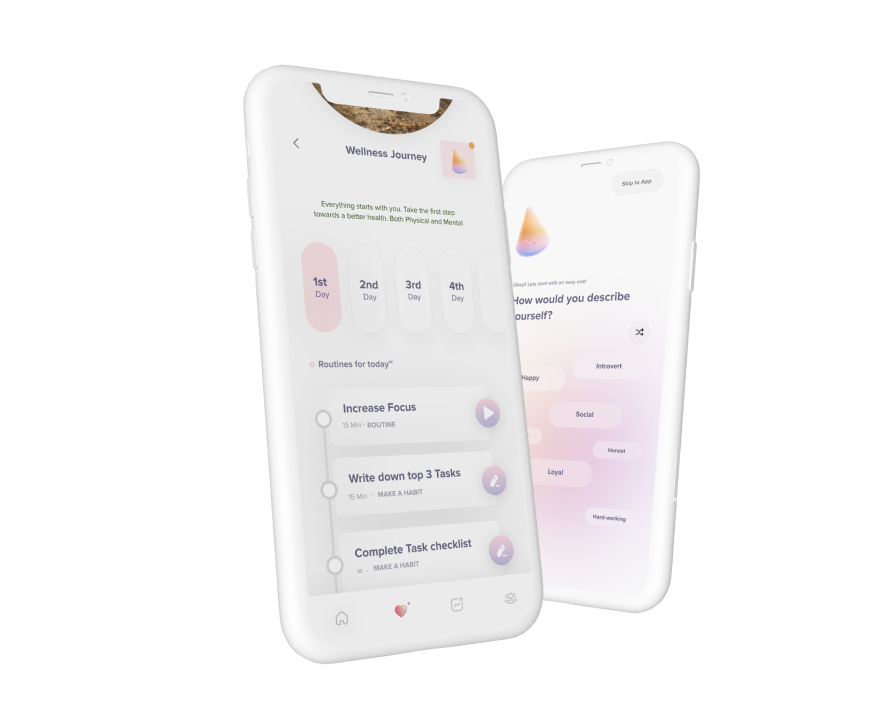 Wellness Journey
Everything starts with you. Take the first step
towards a better health. Both Physical and Mental
1st
Day
2nd
Day
3rd
Day
4th
Day
Routines for today~
Increase Focus
15 Min · ROUTINE
Write down top 3 Tasks
15 Min · MAKE A HABIT
Complete Task checklist
∞ · MAKE A HABIT
Skip to App
Okay! Lets start with an easy one!
How would you describe
ourself?
Introvert
Happy
Social
Honest
Loyal
Hard-working